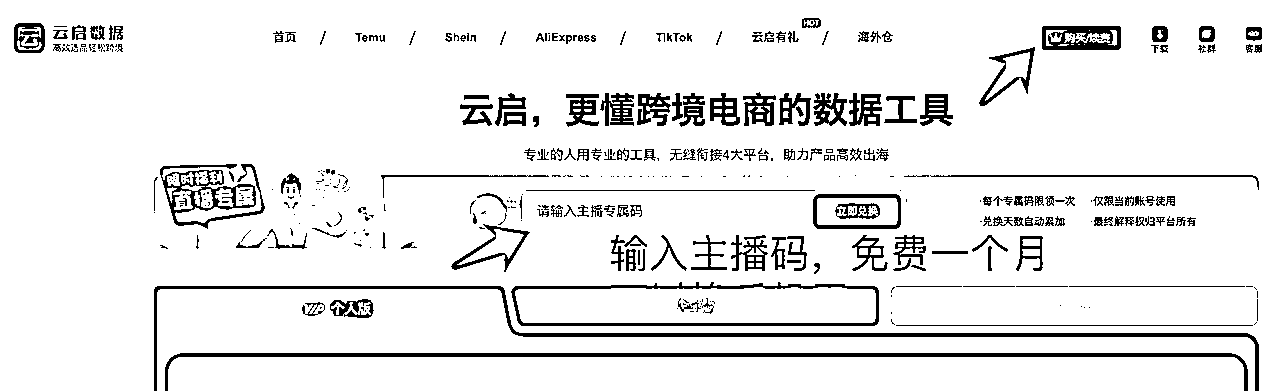 云启数据
高效选品轻松跨境
首页 / Temu / Shein / AliExpress / TikTok / 云启有礼 / 海外仓
HOT
购买/续费
下载
社群
客服
云启，更懂跨境电商的数据工具
专业的人用专业的工具，无缝衔接4大平台，助力产品高效出海
限时福利
直播专属
请输入主播专属码
立即兑换
·每个专属码限领一次 ·仅限当前账号使用
·兑换天数自动累加 ·最终解释权归平台所有
输入主播码，免费一个月
VIP 个人版